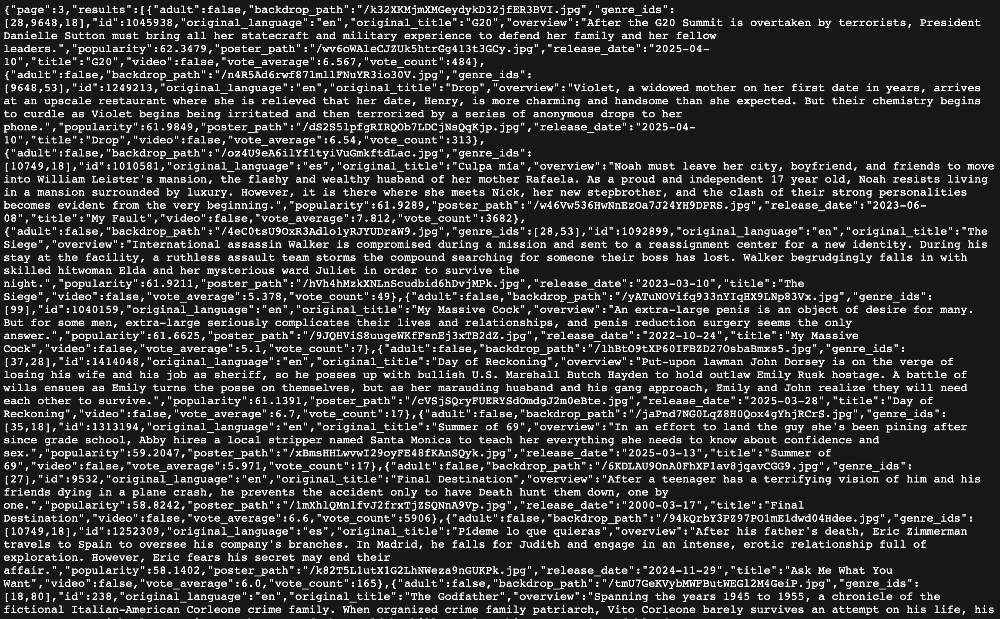 {"page":3,"results":[{"adult":false,"backdrop_path":"/k32XKMjmXMGeydykD32jfER3BVI.jpg","genre_ids":
[28,9648,18],"id":1045938,"original_language":"en","original_title":"G20","overview":"After the G20 Summit is overtaken by terrorists, President
Danielle Sutton must bring all her statecraft and military experience to defend her family and her fellow
leaders.","popularity":62.3479,"poster_path":"/wv6oWAleCJZUk5htrGg413t3GCy.jpg","release_date":"2025-04-
10","title":"G20","video":false,"vote_average":6.567,"vote_count":484},
{"adult":false,"backdrop_path":"/n4R5Ad6rwf87lmllFNuYR3io30V.jpg","genre_ids":
[9648,53],"id":1249213,"original_language":"en","original_title":"Drop","overview":"Violet, a widowed mother on her first date in years, arrives
at an upscale restaurant where she is relieved that her date, Henry, is more charming and handsome than she expected. But their chemistry begins
to curdle as Violet begins being irritated and then terrorized by a series of anonymous drops to her
phone.","popularity":61.9849,"poster_path":"/dS2S5lpfgRIRQOb7LDCjNsQqKjp.jpg","release_date":"2025-04-
10","title":"Drop","video":false,"vote_average":6.54,"vote_count":313},
{"adult":false,"backdrop_path":"/oz4U9eA6ilYf1tyiVuGmkftdLac.jpg","genre_ids":
[10749,18],"id":1010581,"original_language":"es","original_title":"Culpa mía","overview":"Noah must leave her city, boyfriend, and friends to move
into William Leister's mansion, the flashy and wealthy husband of her mother Rafaela. As a proud and independent 17 year old, Noah resists living
in a mansion surrounded by luxury. However, it is there where she meets Nick, her new stepbrother, and the clash of their strong personalities
becomes evident from the very beginning.","popularity":61.9289,"poster_path":"/w46Vw536HwNnEzOa7J24YH9DPRS.jpg","release_date":"2023-06-
08","title":"My Fault","video":false,"vote_average":7.812,"vote_count":3682},
{"adult":false,"backdrop_path":"/4eC0tsU9OxR3Adlo1yRJYUDraW9.jpg","genre_ids":[28,53],"id":1092899,"original_language":"en","original_title":"The
Siege","overview":"International assassin Walker is compromised during a mission and sent to a reassignment center for a new identity. During his
stay at the facility, a ruthless assault team storms the compound searching for someone their boss has lost. Walker begrudgingly falls in with
skilled hitwoman Elda and her mysterious ward Juliet in order to survive the
night.","popularity":61.9211,"poster_path":"/hVh4hMzkXNLnScudbid6hDvjMPk.jpg","release_date":"2023-03-10","title":"The
Siege","video":false,"vote_average":5.378,"vote_count":49},{"adult":false,"backdrop_path":"/yATuNOVifq933nYIqHX9LNp83Vx.jpg","genre_ids":
[99],"id":1040159,"original_language":"en","original_title":"My Massive Cock","overview":"An extra-large penis is an object of desire for many.
But for some men, extra-large seriously complicates their lives and relationships, and penis reduction surgery seems the only
answer.","popularity":61.6625,"poster_path":"/9JQHViS8uugeWKfFsnEj3xTB2dZ.jpg","release_date":"2022-10-24","title":"My Massive
Cock","video":false,"vote_average":5.1,"vote_count":7},{"adult":false,"backdrop_path":"/1hBtO9tXP60IFBZD27OsbaBmxs5.jpg","genre_ids":
[37,28],"id":1414048,"original_language":"en","original_title":"Day of Reckoning","overview":"Put-upon lawman John Dorsey is on the verge of
losing his wife and his job as sheriff, so he posses up with bullish U.S. Marshall Butch Hayden to hold outlaw Emily Rusk hostage. A battle of
wills ensues as Emily turns the posse on themselves, but as her marauding husband and his gang approach, Emily and John realize they will need
each other to survive.","popularity":61.1391,"poster_path":"/cVSjSQryFUERYSdOmdgJ2m0eBte.jpg","release_date":"2025-03-28","title":"Day of
Reckoning","video":false,"vote_average":6.7,"vote_count":17},{"adult":false,"backdrop_path":"/jaPnd7NG0LqZ8H0Qox4gYhjRCrS.jpg","genre_ids":
[35,18],"id":1313194,"original_language":"en","original_title":"Summer of 69","overview":"In an effort to land the guy she's been pining after
since grade school, Abby hires a local stripper named Santa Monica to teach her everything she needs to know about confidence and
sex.","popularity":59.2047,"poster_path":"/xBmsHHLwvwI29oyFE48fKAnSQyk.jpg","release_date":"2025-03-13","title":"Summer of
69","video":false,"vote_average":5.971,"vote_count":17},{"adult":false,"backdrop_path":"/6KDLAU9OnA0FhXP1av8jqavCGG9.jpg","genre_ids":
[27],"id":9532,"original_language":"en","original_title":"Final Destination","overview":"After a teenager has a terrifying vision of him and his
friends dying in a plane crash, he prevents the accident only to have Death hunt them down, one by
one.","popularity":58.8242,"poster_path":"/1mXhlQMnlfvJ2frxTjZSQNnA9Vp.jpg","release_date":"2000-03-17","title":"Final
Destination","video":false,"vote_average":6.6,"vote_count":5906},{"adult":false,"backdrop_path":"/94kQrbY3PZ97PO1mE1dwd04Hdee.jpg","genre_ids":
[10749,18],"id":1252309,"original_language":"es","original_title":"Pídeme lo que quieras","overview":"After his father's death, Eric Zimmerman
travels to Spain to oversee his company's branches. In Madrid, he falls for Judith and engage in an intense, erotic relationship full of
exploration. However, Eric fears his secret may end their
affair.","popularity":58.1402,"poster_path":"/k82T5L1utX1G2LhNWeza9nGUKPk.jpg","release_date":"2024-11-29","title":"Ask Me What You
Want","video":false,"vote_average":6.0,"vote_count":165},{"adult":false,"backdrop_path":"/tmU7GeKVybMWFButWEGl2M4GeiP.jpg","genre_ids":
[18,80],"id":238,"original_language":"en","original_title":"The Godfather","overview":"Spanning the years 1945 to 1955, a chronicle of the
fictional Italian-American Corleone crime family. When organized crime family patriarch, Vito Corleone barely survives an attempt on his life, his